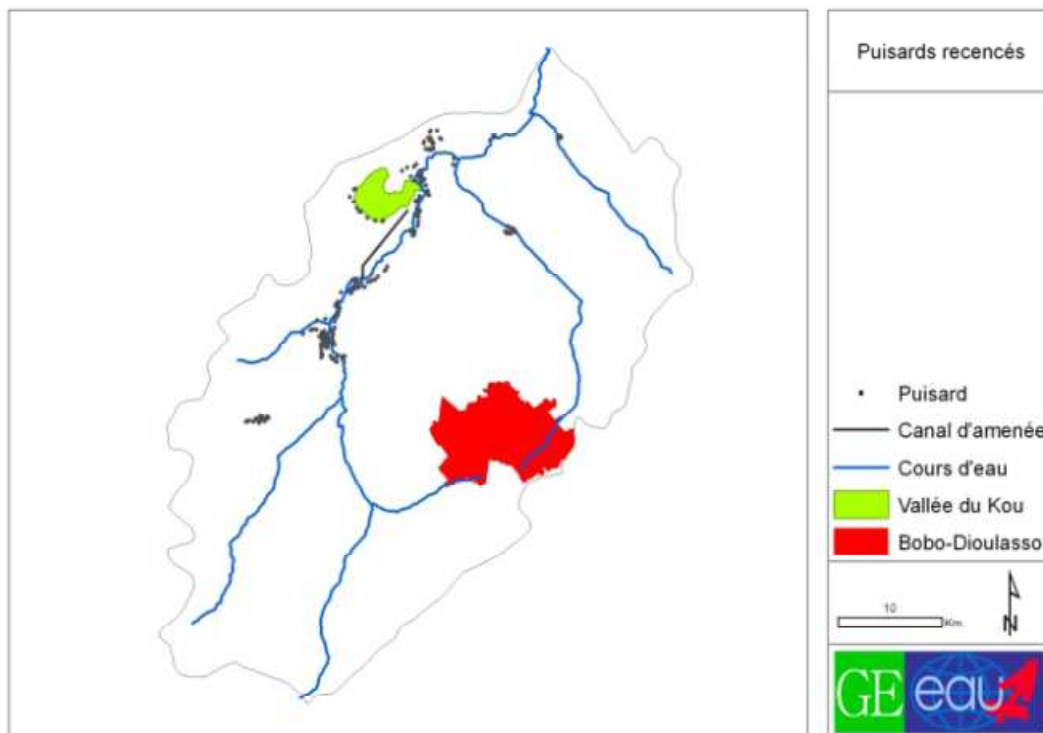 Puisards recencés
Puisard
Canal d'amenée
Cours d'eau
Vallée du Kou
Bobo-Dioulasso
10
Km.
N
GE eau